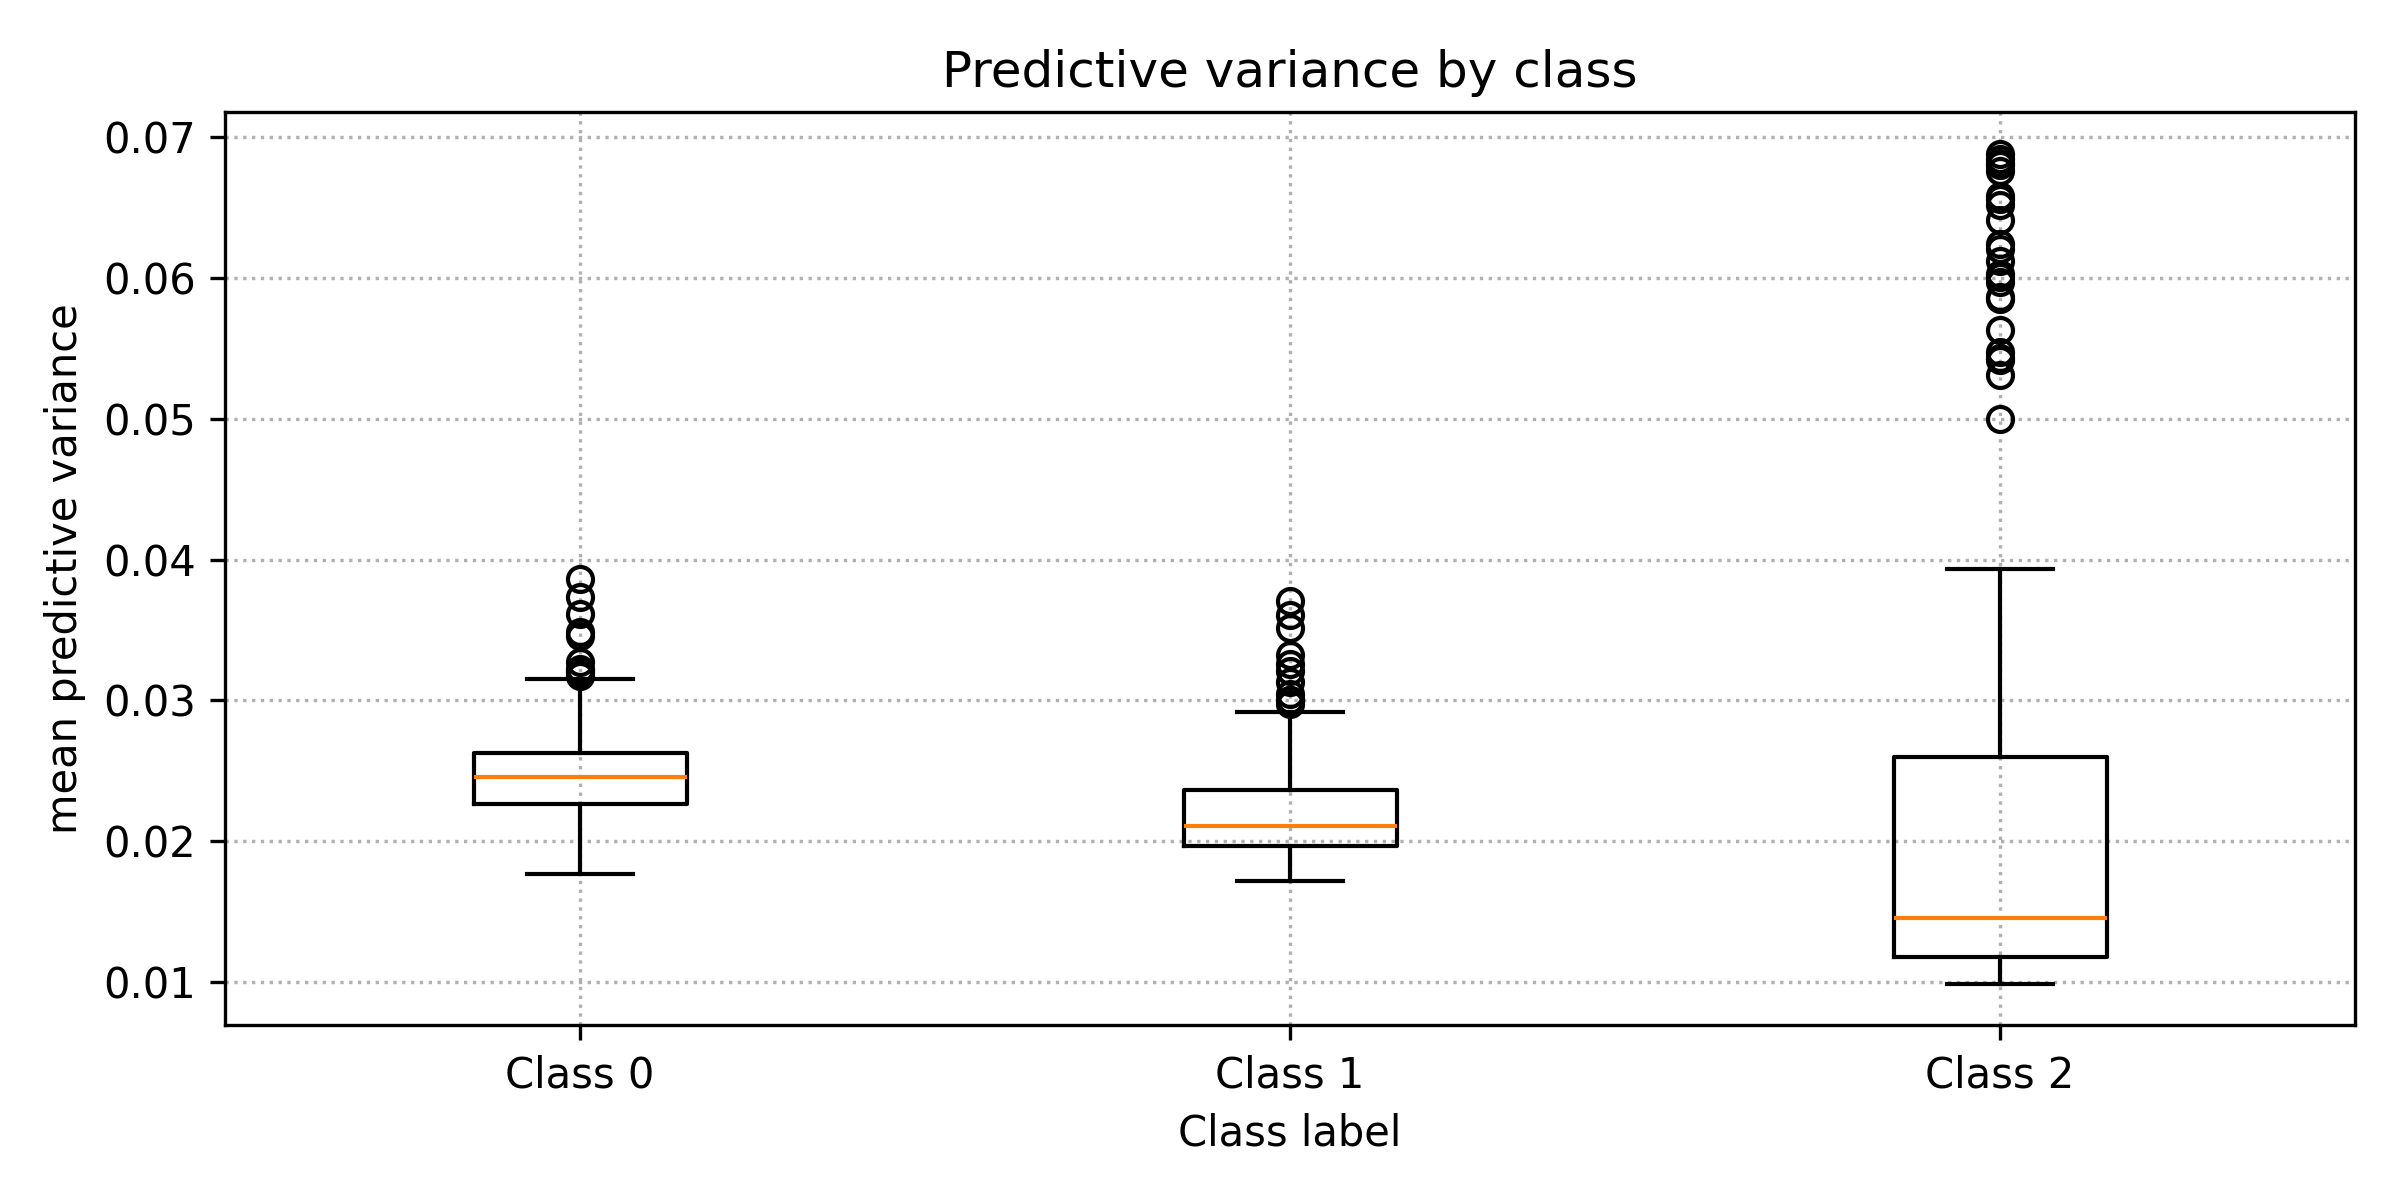 Predictive variance by class
0.07
0.06
0.05
0.04
0.03
0.02
0.01
mean predictive variance
Class 0 Class 1 Class 2
Class label